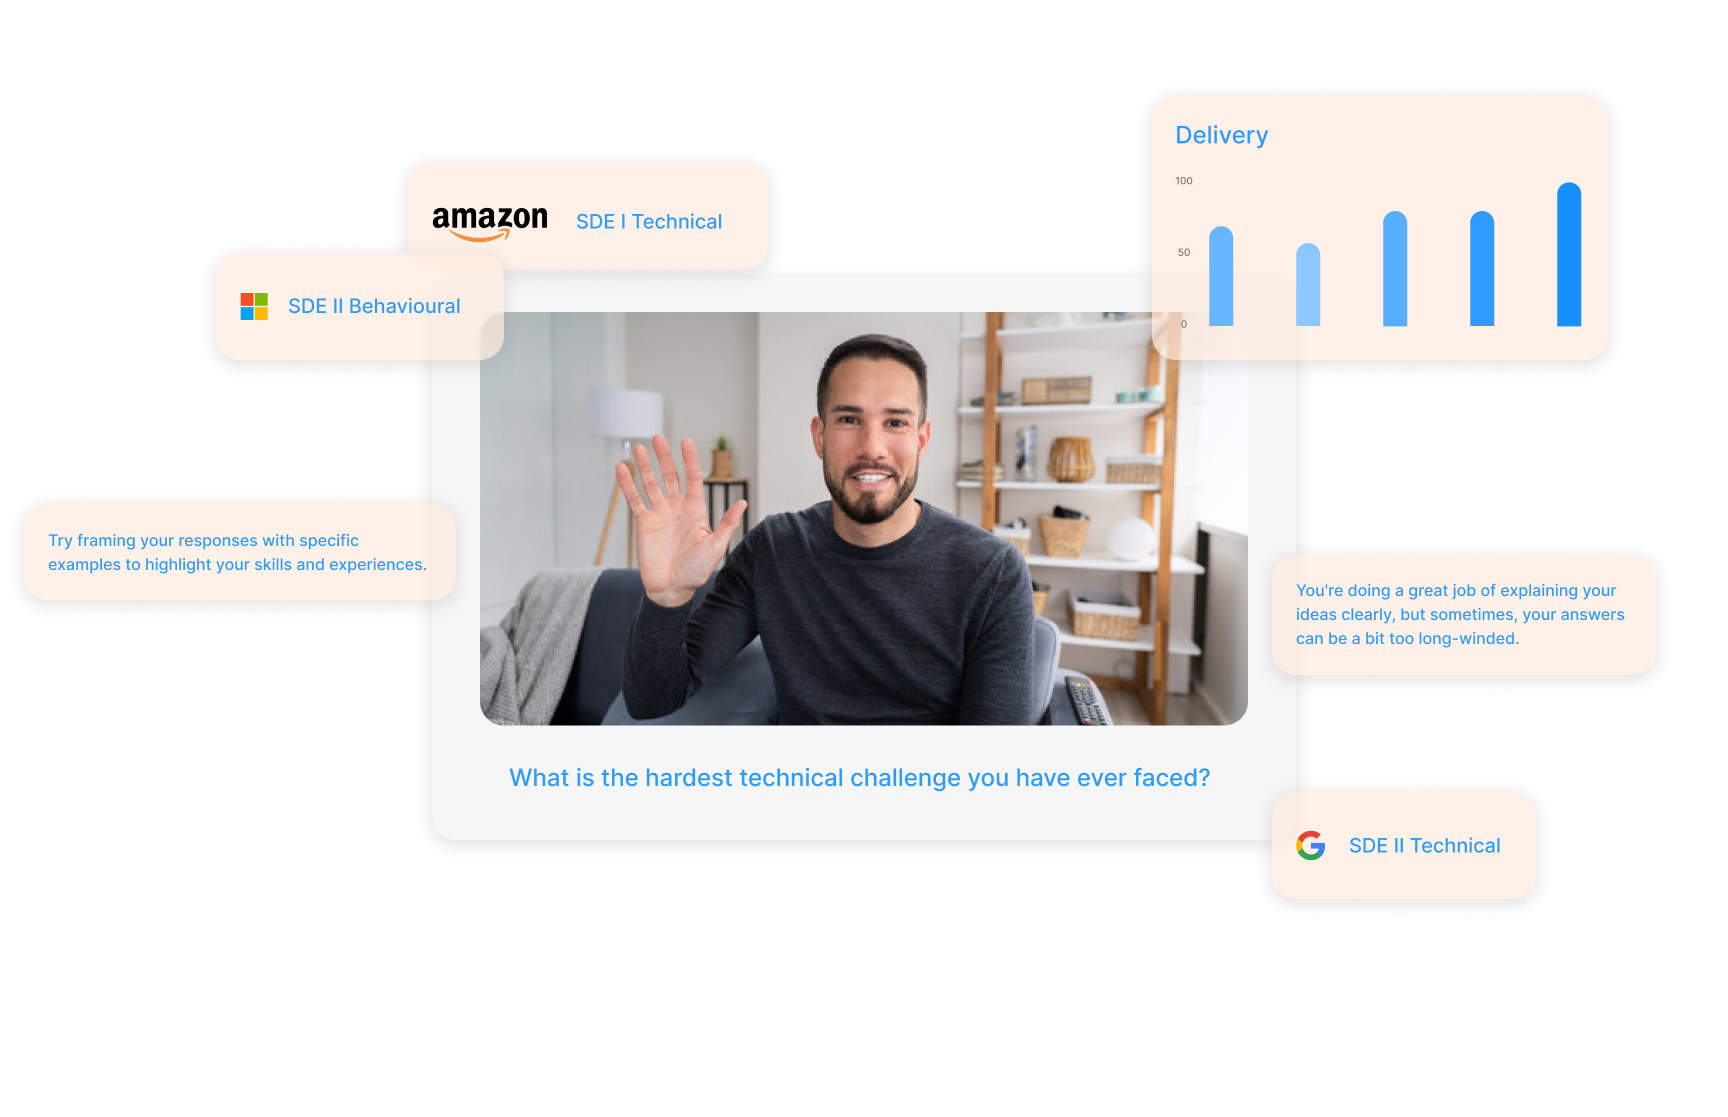 Delivery
100
50
0
amazon
SDE I Technical
SDE II Behavioural
Try framing your responses with specific
examples to highlight your skills and experiences.
You're doing a great job of explaining your
ideas clearly, but sometimes, your answers
can be a bit too long-winded.
What is the hardest technical challenge you have ever faced?
SDE II Technical